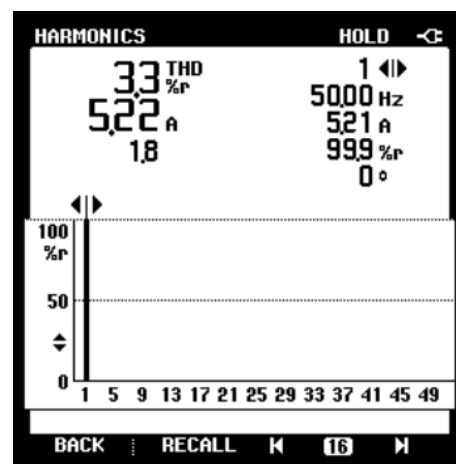 HARMONICS HOLD
3.3 THD %r
5.22 A
1.8
1
50.00 Hz
5.21 A
99.9 %r
0 °
100
%r
50
0
1 5 9 13 17 21 25 29 33 37 41 45 49
BACK RECALL 16